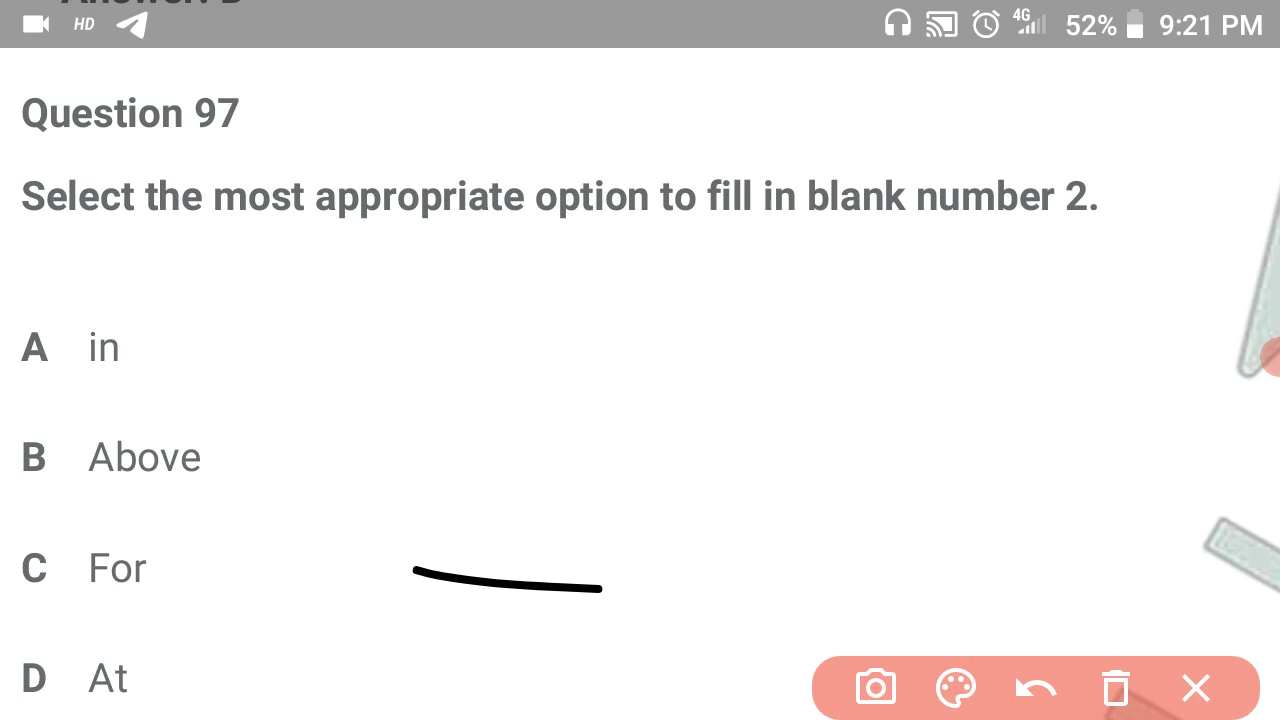 HD 4G 52% 9:21 PM
Question 97
Select the most appropriate option to fill in blank number 2.
A in
B Above
C For
D At